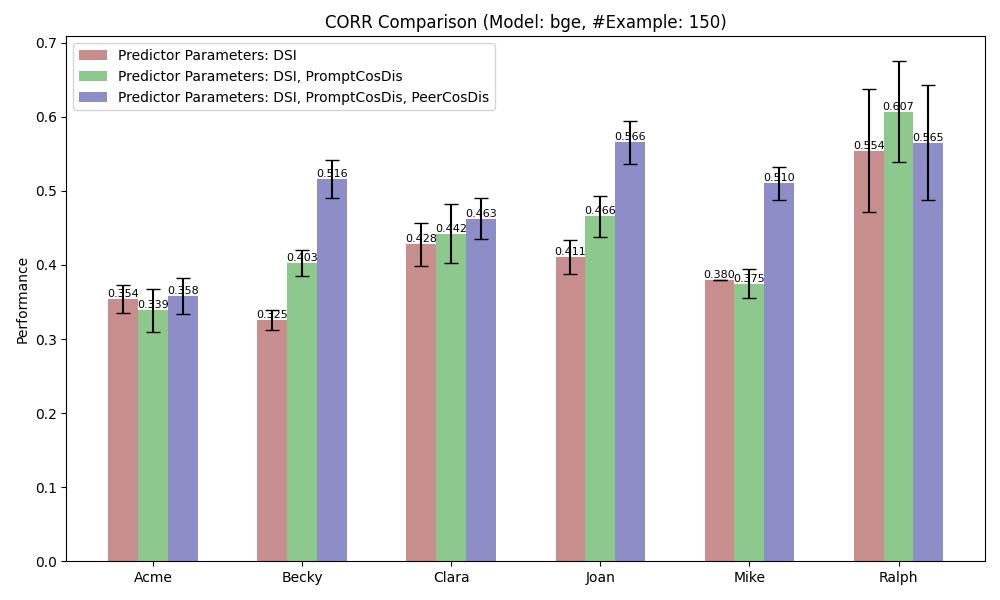 CORR Comparison (Model: bge, #Example: 150)
Predictor Parameters: DSI
Predictor Parameters: DSI, PromptCosDis
Predictor Parameters: DSI, PromptCosDis, PeerCosDis
Performance
0.7
0.6
0.5
0.4
0.3
0.2
0.1
0.0
0.354
0.339
0.358
0.325
0.403
0.516
0.428
0.442
0.463
0.411
0.466
0.566
0.380
0.375
0.510
0.554
0.607
0.565
Acme
Becky
Clara
Joan
Mike
Ralph